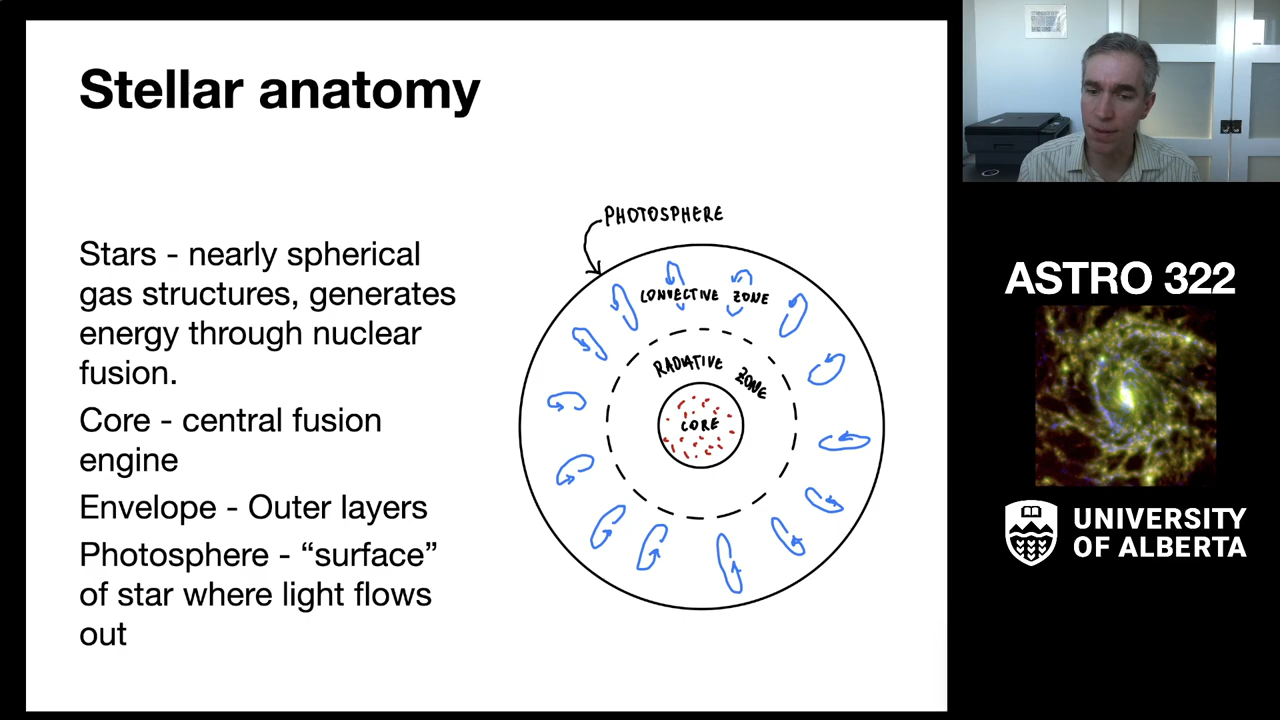 Stellar anatomy
Stars - nearly spherical
gas structures, generates
energy through nuclear
fusion.
Core - central fusion
engine
Envelope - Outer layers
Photosphere - “surface”
of star where light flows
out
PHOTOSPHERE
CONVECTIVE ZONE
RADIATIVE ZONE
CORE
ASTRO 322
UNIVERSITY
OF ALBERTA